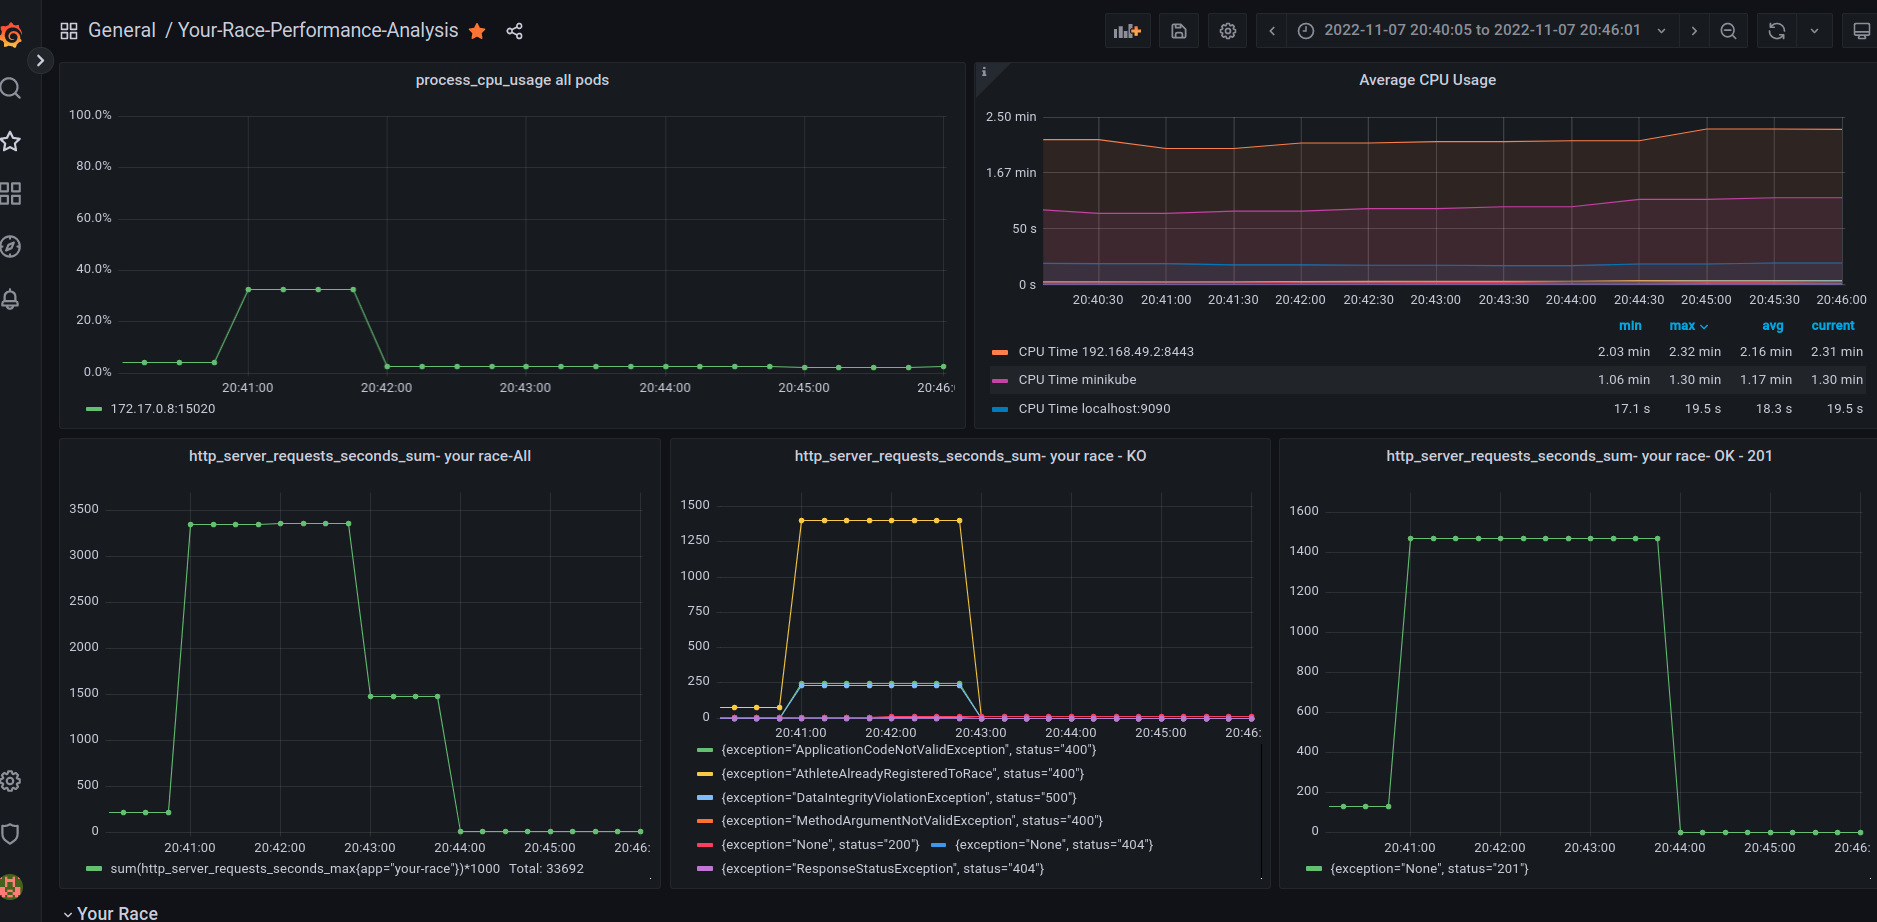 General / Your-Race-Performance-Analysis
2022-11-07 20:40:05 to 2022-11-07 20:46:01
process_cpu_usage all pods
100.0%
80.0%
60.0%
40.0%
20.0%
0.0%
20:41:00 20:42:00 20:43:00 20:44:00 20:45:00 20:46:
172.17.0.8:15020
i
Average CPU Usage
2.50 min
1.67 min
50 s
0 s
20:40:30 20:41:00 20:41:30 20:42:00 20:42:30 20:43:00 20:43:30 20:44:00 20:44:30 20:45:00 20:45:30 20:46:00
min max avg current
CPU Time 192.168.49.2:8443 2.03 min 2.32 min 2.16 min 2.31 min
CPU Time minikube 1.06 min 1.30 min 1.17 min 1.30 min
CPU Time localhost:9090 17.1 s 19.5 s 18.3 s 19.5 s
http_server_requests_seconds_sum- your race-All
3500
3000
2500
2000
1500
1000
500
0
20:41:00 20:42:00 20:43:00 20:44:00 20:45:00 20:46:
sum(http_server_requests_seconds_max{app="your-race"})*1000 Total: 33692
http_server_requests_seconds_sum- your race - KO
1500
1250
1000
750
500
250
0
20:41:00 20:42:00 20:43:00 20:44:00 20:45:00 20:46:
{exception="ApplicationCodeNotValidException", status="400"}
{exception="AthleteAlreadyRegisteredToRace", status="400"}
{exception="DataIntegrityViolationException", status="500"}
{exception="MethodArgumentNotValidException", status="400"}
{exception="None", status="200"} {exception="None", status="404"}
{exception="ResponseStatusException", status="404"}
http_server_requests_seconds_sum- your race- OK - 201
1600
1400
1200
1000
800
600
400
200
0
20:41:00 20:42:00 20:43:00 20:44:00 20:45:00 20:46:
{exception="None", status="201"}
Your Race